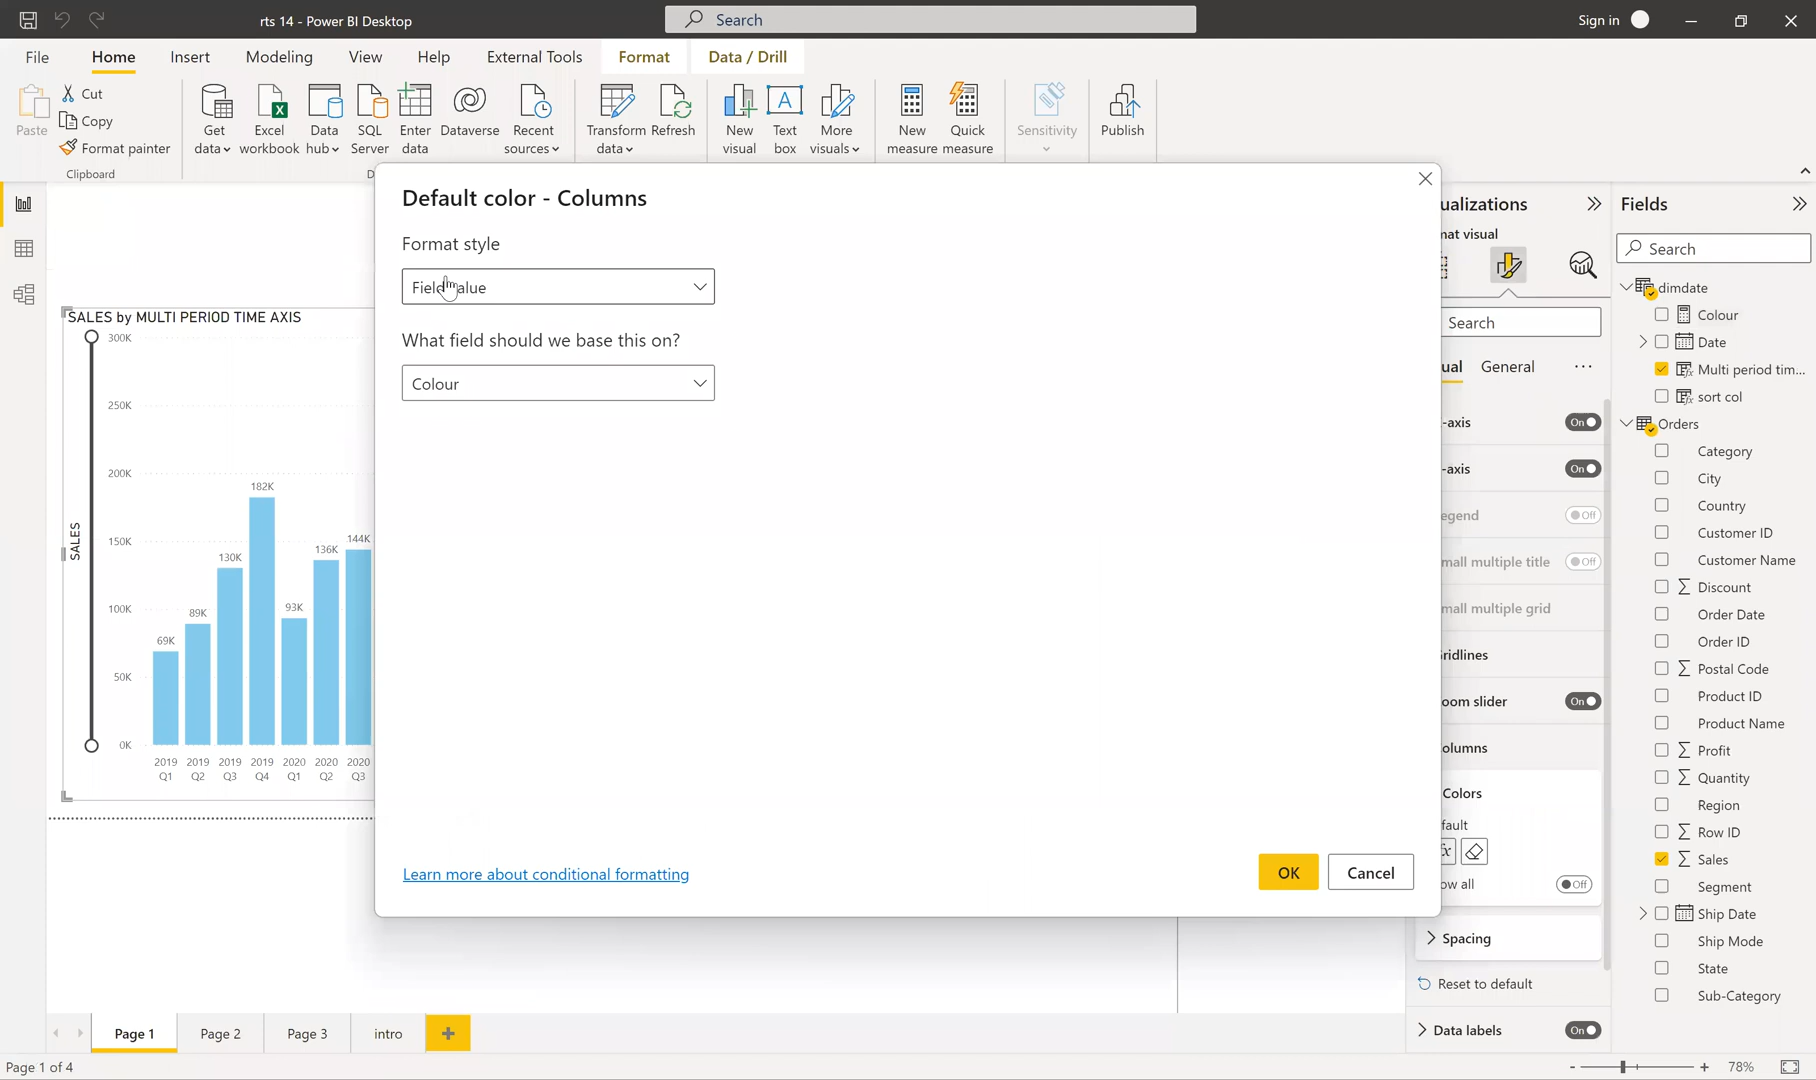 rts 14 - Power BI Desktop
Search
Sign in
File
Home
Insert
Modeling
View
Help
External Tools
Format
Data / Drill
Paste
Cut
Copy
Format painter
Clipboard
Get data
Excel workbook
Data hub
SQL Server
Enter data
Dataverse
Recent sources
Transform data
Refresh
New visual
Text box
More visuals
New measure
Quick measure
Sensitivity
Publish
D
Default color - Columns
Format style
Field value
What field should we base this on?
Colour
Learn more about conditional formatting
OK
Cancel
SALES by MULTI PERIOD TIME AXIS
SALES
300K
250K
200K
150K
100K
50K
0K
69K
89K
130K
182K
93K
136K
144K
2019 Q1
2019 Q2
2019 Q3
2019 Q4
2020 Q1
2020 Q2
2020 Q3
ualizations
nat visual
Search
ual
General
-axis
On
-axis
On
egend
Off
mall multiple title
Off
mall multiple grid
ridlines
oom slider
On
olumns
Colors
fault
ow all
Off
Spacing
Reset to default
Data labels
On
Fields
Search
dimdate
Colour
Date
Multi period tim...
sort col
Orders
Category
City
Country
Customer ID
Customer Name
Discount
Order Date
Order ID
Postal Code
Product ID
Product Name
Profit
Quantity
Region
Row ID
Sales
Segment
Ship Date
Ship Mode
State
Sub-Category
Page 1
Page 2
Page 3
intro
Page 1 of 4
78%